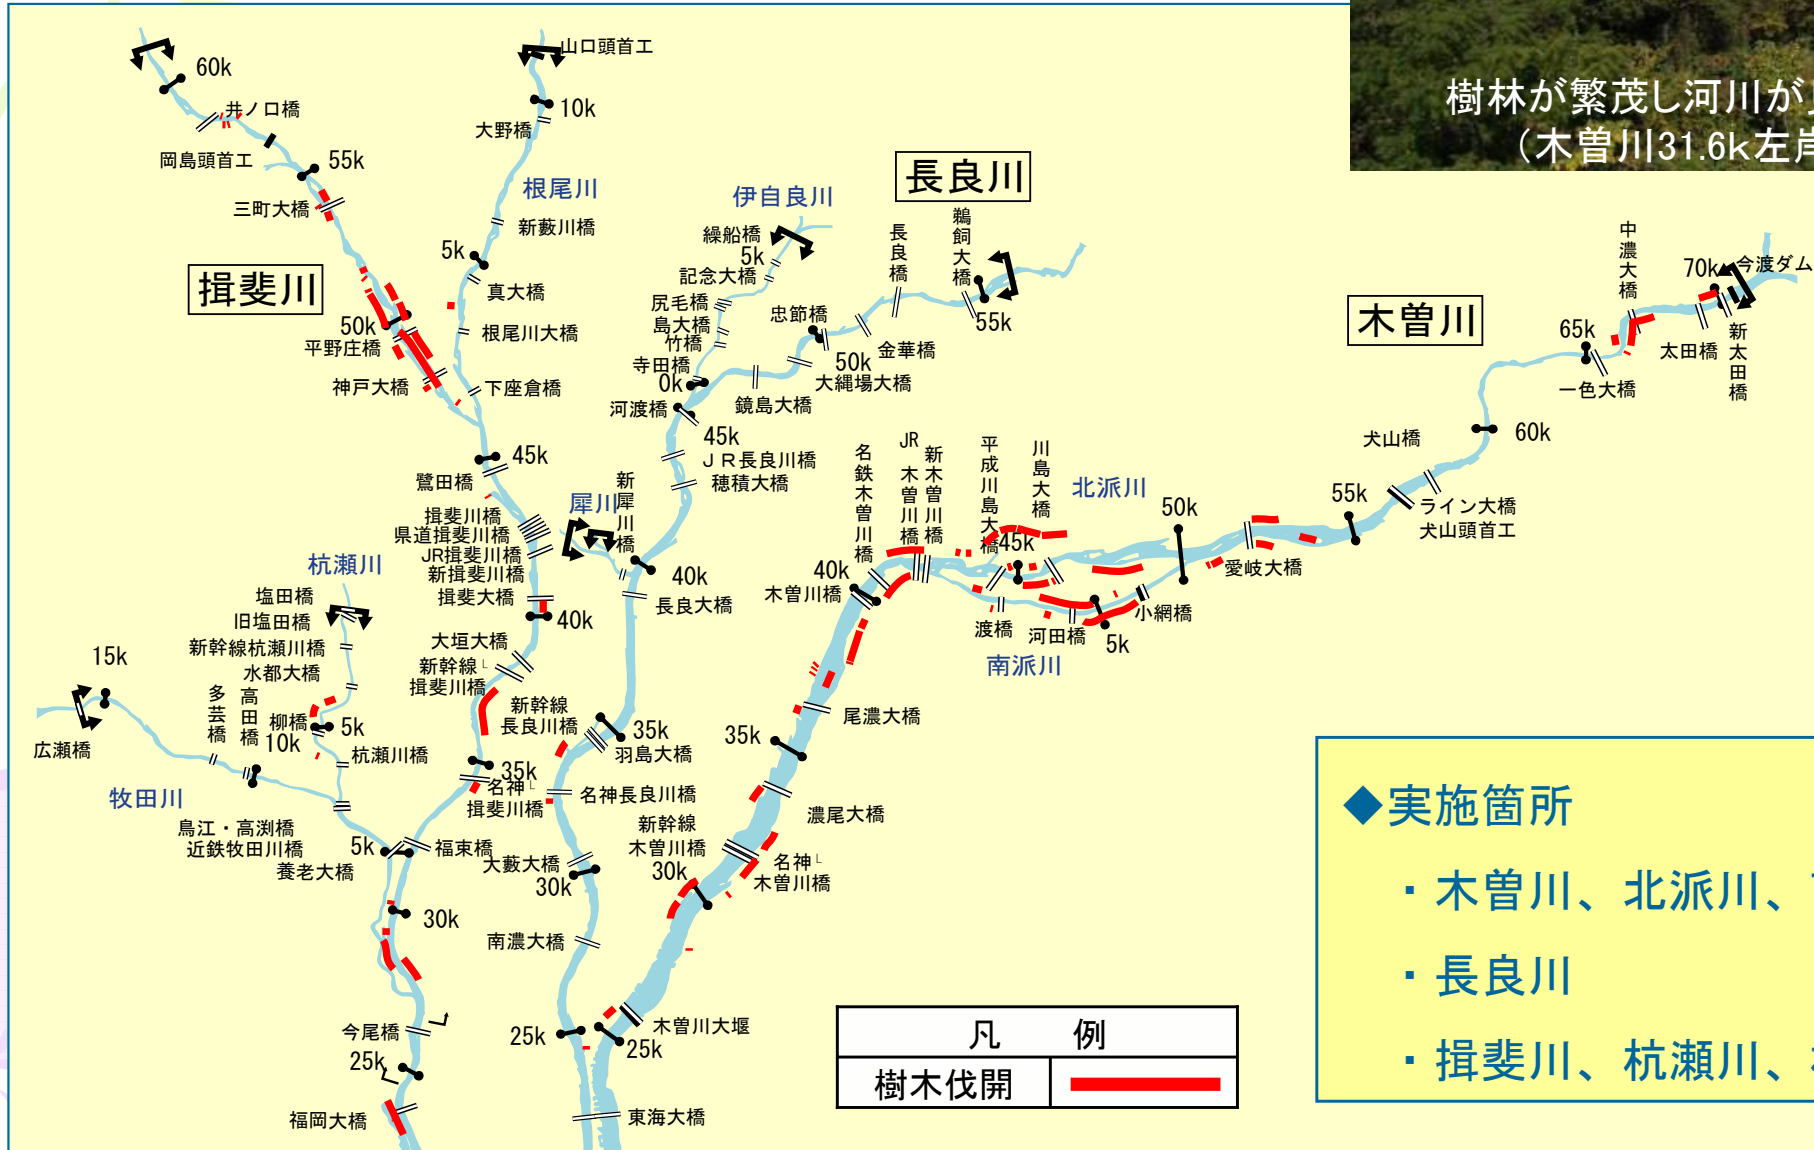 樹林が繁茂し河川が
(木曽川31.6k左岸
60k
井ノ口橋
岡島頭首工
55k
三町大橋
揖斐川
50k
平野庄橋
神戸大橋
山口頭首工
10k
大野橋
根尾川
新藪川橋
5k
真大橋
根尾川大橋
下座倉橋
45k
鷺田橋
揖斐川橋
県道揖斐川橋
JR揖斐川橋
新揖斐川橋
揖斐大橋
40k
大垣大橋
新幹線
揖斐川橋
35k
名神
揖斐川橋
福束橋
5k
30k
今尾橋
25k
福岡大橋
杭瀬川
塩田橋
旧塩田橋
新幹線杭瀬川橋
水都大橋
柳橋
5k
10k
杭瀬川橋
15k
広瀬橋
多芸橋
高田橋
牧田川
烏江・高渕橋
近鉄牧田川橋
養老大橋
伊自良川
繰船橋
5k
記念大橋
尻毛橋
島大橋
竹橋
寺田橋
0k
河渡橋
長良川
鵜飼大橋
長良橋
55k
忠節橋
金華橋
50k
大縄場大橋
鏡島大橋
45k
JR長良川橋
穂積大橋
犀川
新犀川橋
40k
長良大橋
新幹線
長良川橋
35k
羽島大橋
名神長良川橋
大藪大橋
30k
南濃大橋
25k
木曽川
70k
今渡ダム
中濃大橋
新太田橋
太田橋
65k
一色大橋
60k
犬山橋
ライン大橋
犬山頭首工
55k
愛岐大橋
50k
北派川
川島大橋
平成川島大橋
45k
新木曽川橋
JR木曽川橋
名鉄木曽川橋
小網橋
5k
河田橋
渡橋
南派川
40k
木曽川橋
尾濃大橋
35k
濃尾大橋
新幹線
木曽川橋
名神
木曽川橋
30k
木曽川大堰
25k
東海大橋
凡 例
樹木伐開
◆実施箇所
・木曽川、北派川、
・長良川
・揖斐川、杭瀬川、